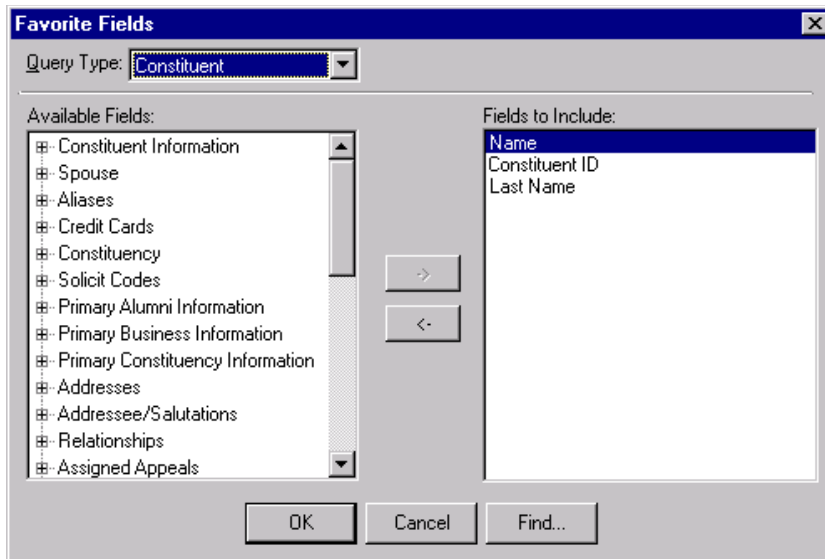 Favorite Fields
Query Type: Constituent
Available Fields:
Constituent Information
Spouse
Aliases
Credit Cards
Constituency
Solicit Codes
Primary Alumni Information
Primary Business Information
Primary Constituency Information
Addresses
Addressee/Salutations
Relationships
Assigned Appeals
->
<-
Fields to Include:
Name
Constituent ID
Last Name
OK Cancel Find...